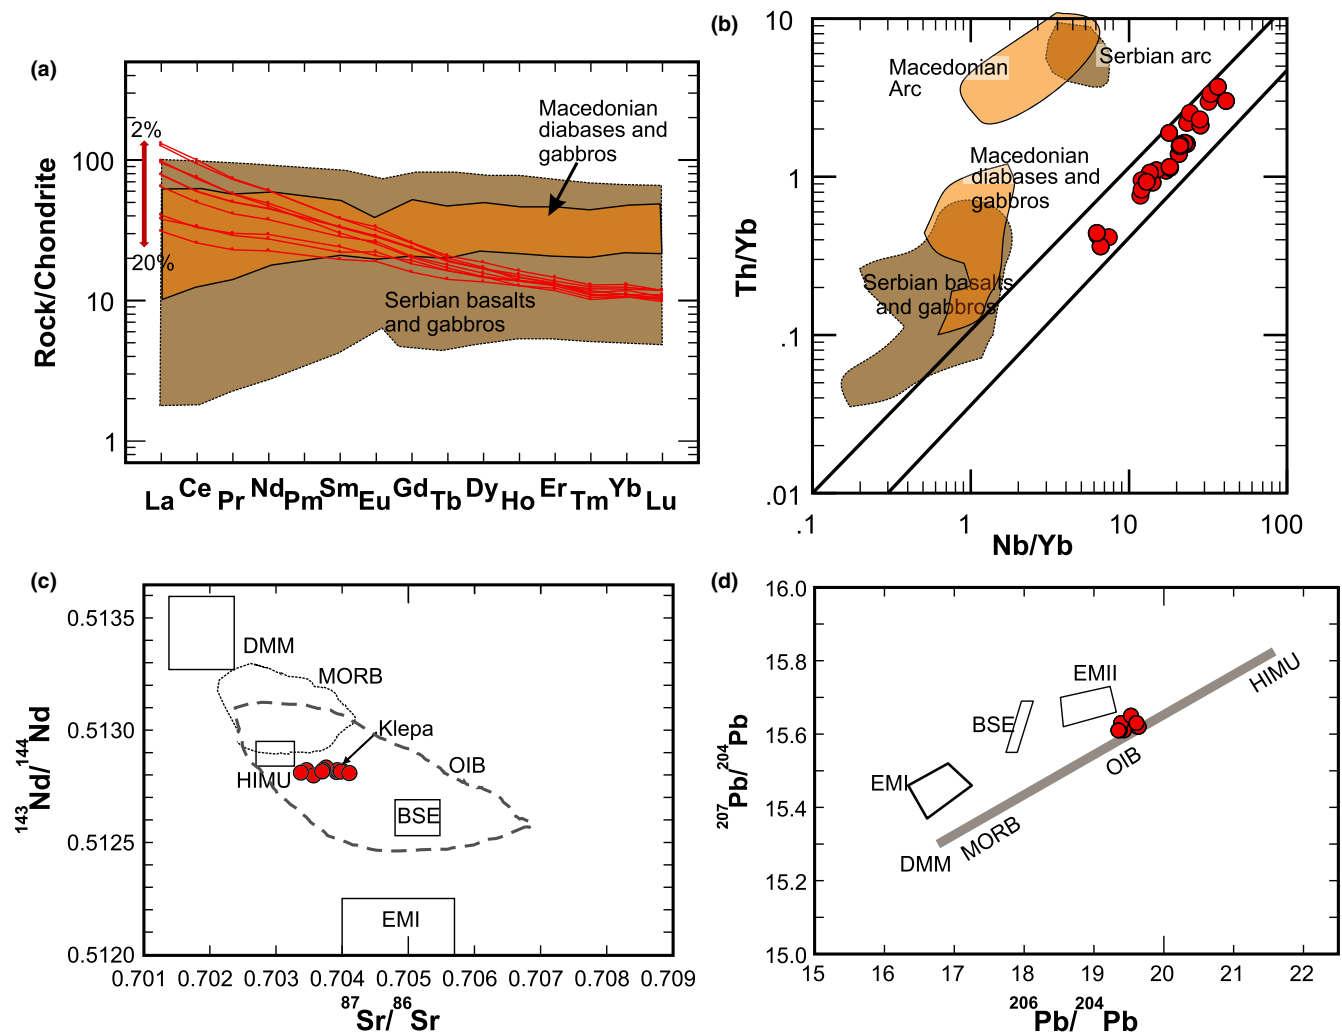 (a)
2%
100
20%
10
1
Rock/Chondrite
Macedonian
diabases and
gabbros
Serbian basalts
and gabbros
La Ce Pr Nd Pm Sm Eu Gd Tb Dy Ho Er Tm Yb Lu
(b)
10
1
.1
.01
Th/Yb
Macedonian
Arc
Serbian arc
Macedonian
diabases and
gabbros
Serbian basalts
and gabbros
.1 1 10 100
Nb/Yb
(c)
0.5135
0.5130
0.5125
0.5120
143Nd/144Nd
DMM
MORB
Klepa
HIMU
OIB
BSE
EMI
0.701 0.702 0.703 0.704 0.705 0.706 0.707 0.708 0.709
87Sr/86Sr
(d)
16.0
15.8
15.6
15.4
15.2
15.0
207Pb/204Pb
EMII
HIMU
BSE
OIB
EMI
MORB
DMM
15 16 17 18 19 20 21 22
206Pb/204Pb